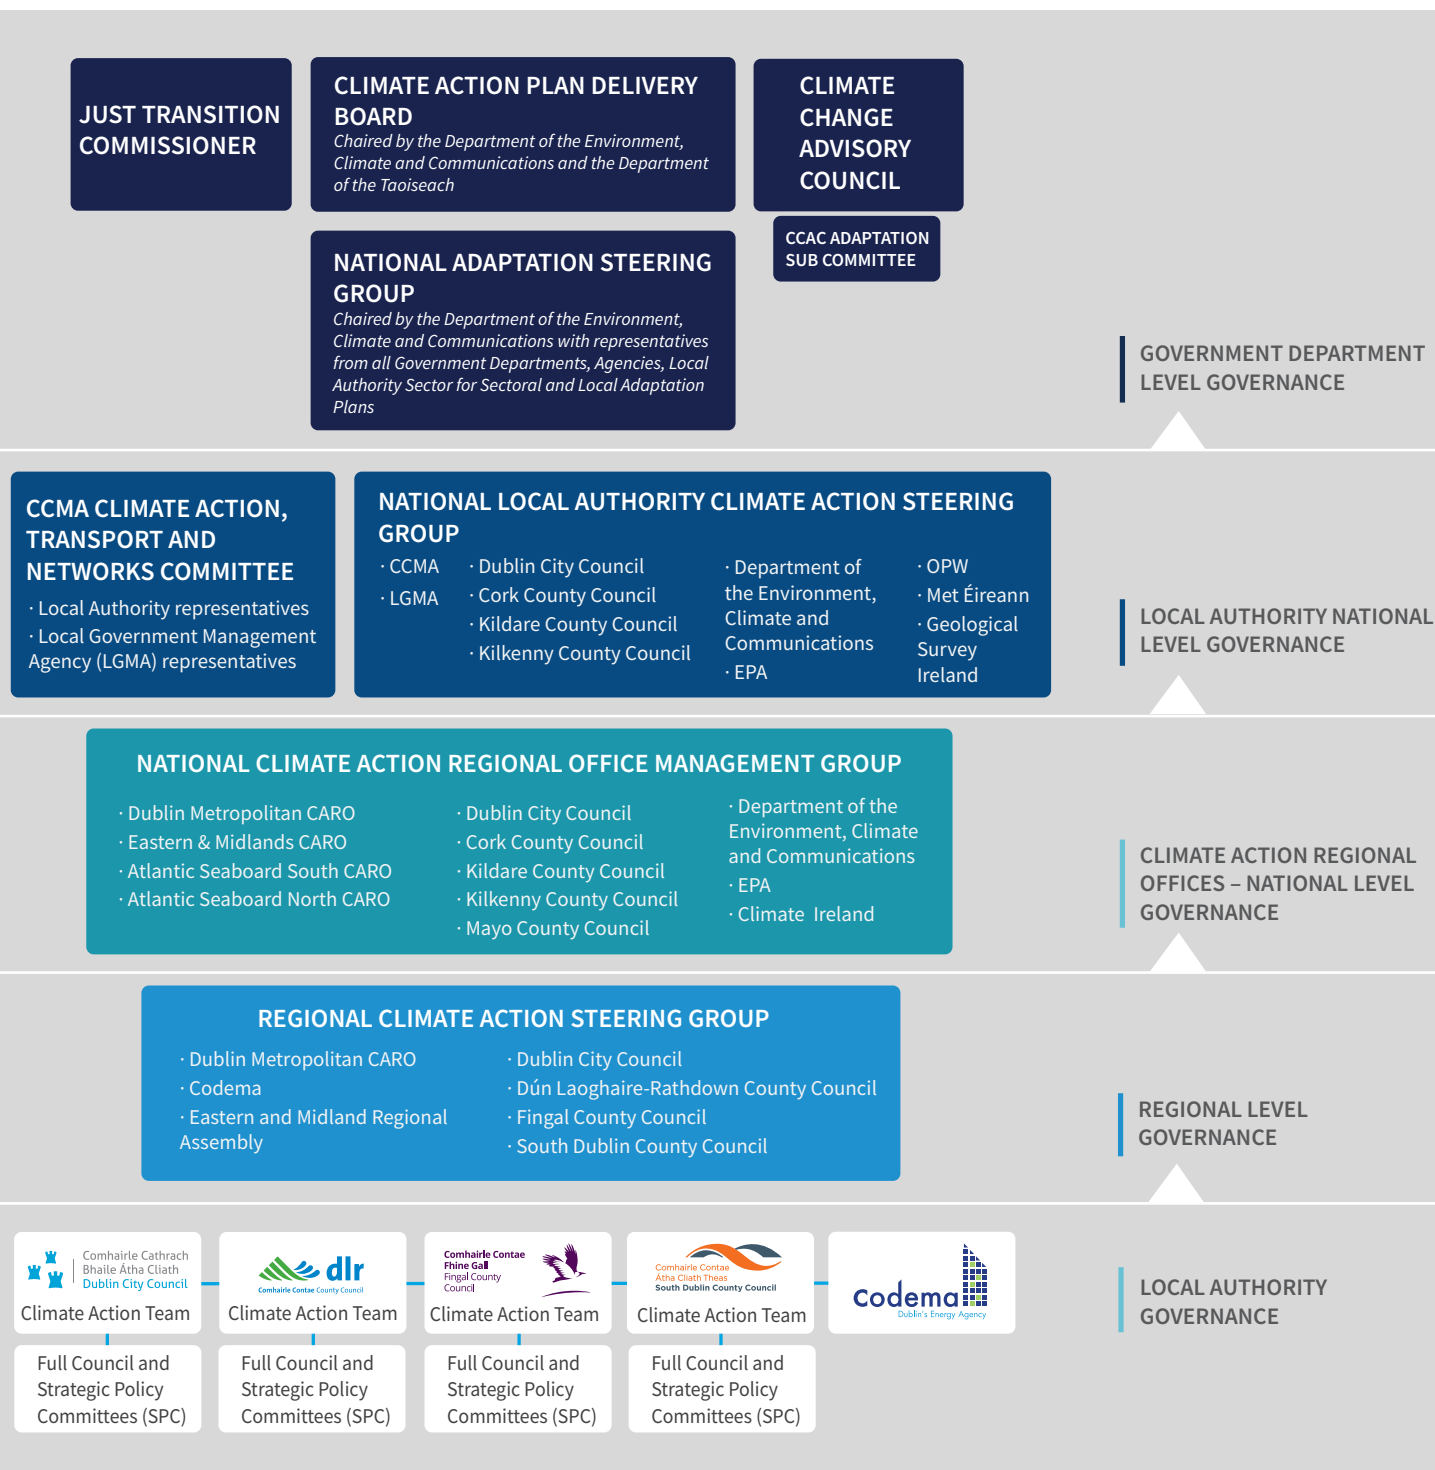 JUST TRANSITION
COMMISSIONER
CLIMATE ACTION PLAN DELIVERY
BOARD
Chaired by the Department of the Environment,
Climate and Communications and the Department
of the Taoiseach
CLIMATE
CHANGE
ADVISORY
COUNCIL
CCAC ADAPTATION
SUB COMMITTEE
NATIONAL ADAPTATION STEERING
GROUP
Chaired by the Department of the Environment,
Climate and Communications with representatives
from all Government Departments, Agencies, Local
Authority Sector for Sectoral and Local Adaptation
Plans
GOVERNMENT DEPARTMENT
LEVEL GOVERNANCE
CCMA CLIMATE ACTION,
TRANSPORT AND
NETWORKS COMMITTEE
· Local Authority representatives
· Local Government Management
Agency (LGMA) representatives
NATIONAL LOCAL AUTHORITY CLIMATE ACTION STEERING
GROUP
· CCMA
· LGMA
· Dublin City Council
· Cork County Council
· Kildare County Council
· Kilkenny County Council
· Department of
the Environment,
Climate and
Communications
· EPA
· OPW
· Met Éireann
· Geological
Survey
Ireland
LOCAL AUTHORITY NATIONAL
LEVEL GOVERNANCE
NATIONAL CLIMATE ACTION REGIONAL OFFICE MANAGEMENT GROUP
· Dublin Metropolitan CARO
· Eastern & Midlands CARO
· Atlantic Seaboard South CARO
· Atlantic Seaboard North CARO
· Dublin City Council
· Cork County Council
· Kildare County Council
· Kilkenny County Council
· Mayo County Council
· Department of the
Environment, Climate
and Communications
· EPA
· Climate Ireland
CLIMATE ACTION REGIONAL
OFFICES – NATIONAL LEVEL
GOVERNANCE
REGIONAL CLIMATE ACTION STEERING GROUP
· Dublin Metropolitan CARO
· Codema
· Eastern and Midland Regional
Assembly
· Dublin City Council
· Dún Laoghaire-Rathdown County Council
· Fingal County Council
· South Dublin County Council
REGIONAL LEVEL
GOVERNANCE
Comhairle Cathrach
Bhaile Átha Cliath
Dublin City Council
Climate Action Team
dlr
Comhairle Contae County Council
Climate Action Team
Comhairle Contae
Fhine Gall
Fingal County
Council
Climate Action Team
Comhairle Contae
Átha Cliath Theas
South Dublin County Council
Climate Action Team
codema
Dublin's Energy Agency
LOCAL AUTHORITY
GOVERNANCE
Full Council and
Strategic Policy
Committees (SPC)
Full Council and
Strategic Policy
Committees (SPC)
Full Council and
Strategic Policy
Committees (SPC)
Full Council and
Strategic Policy
Committees (SPC)